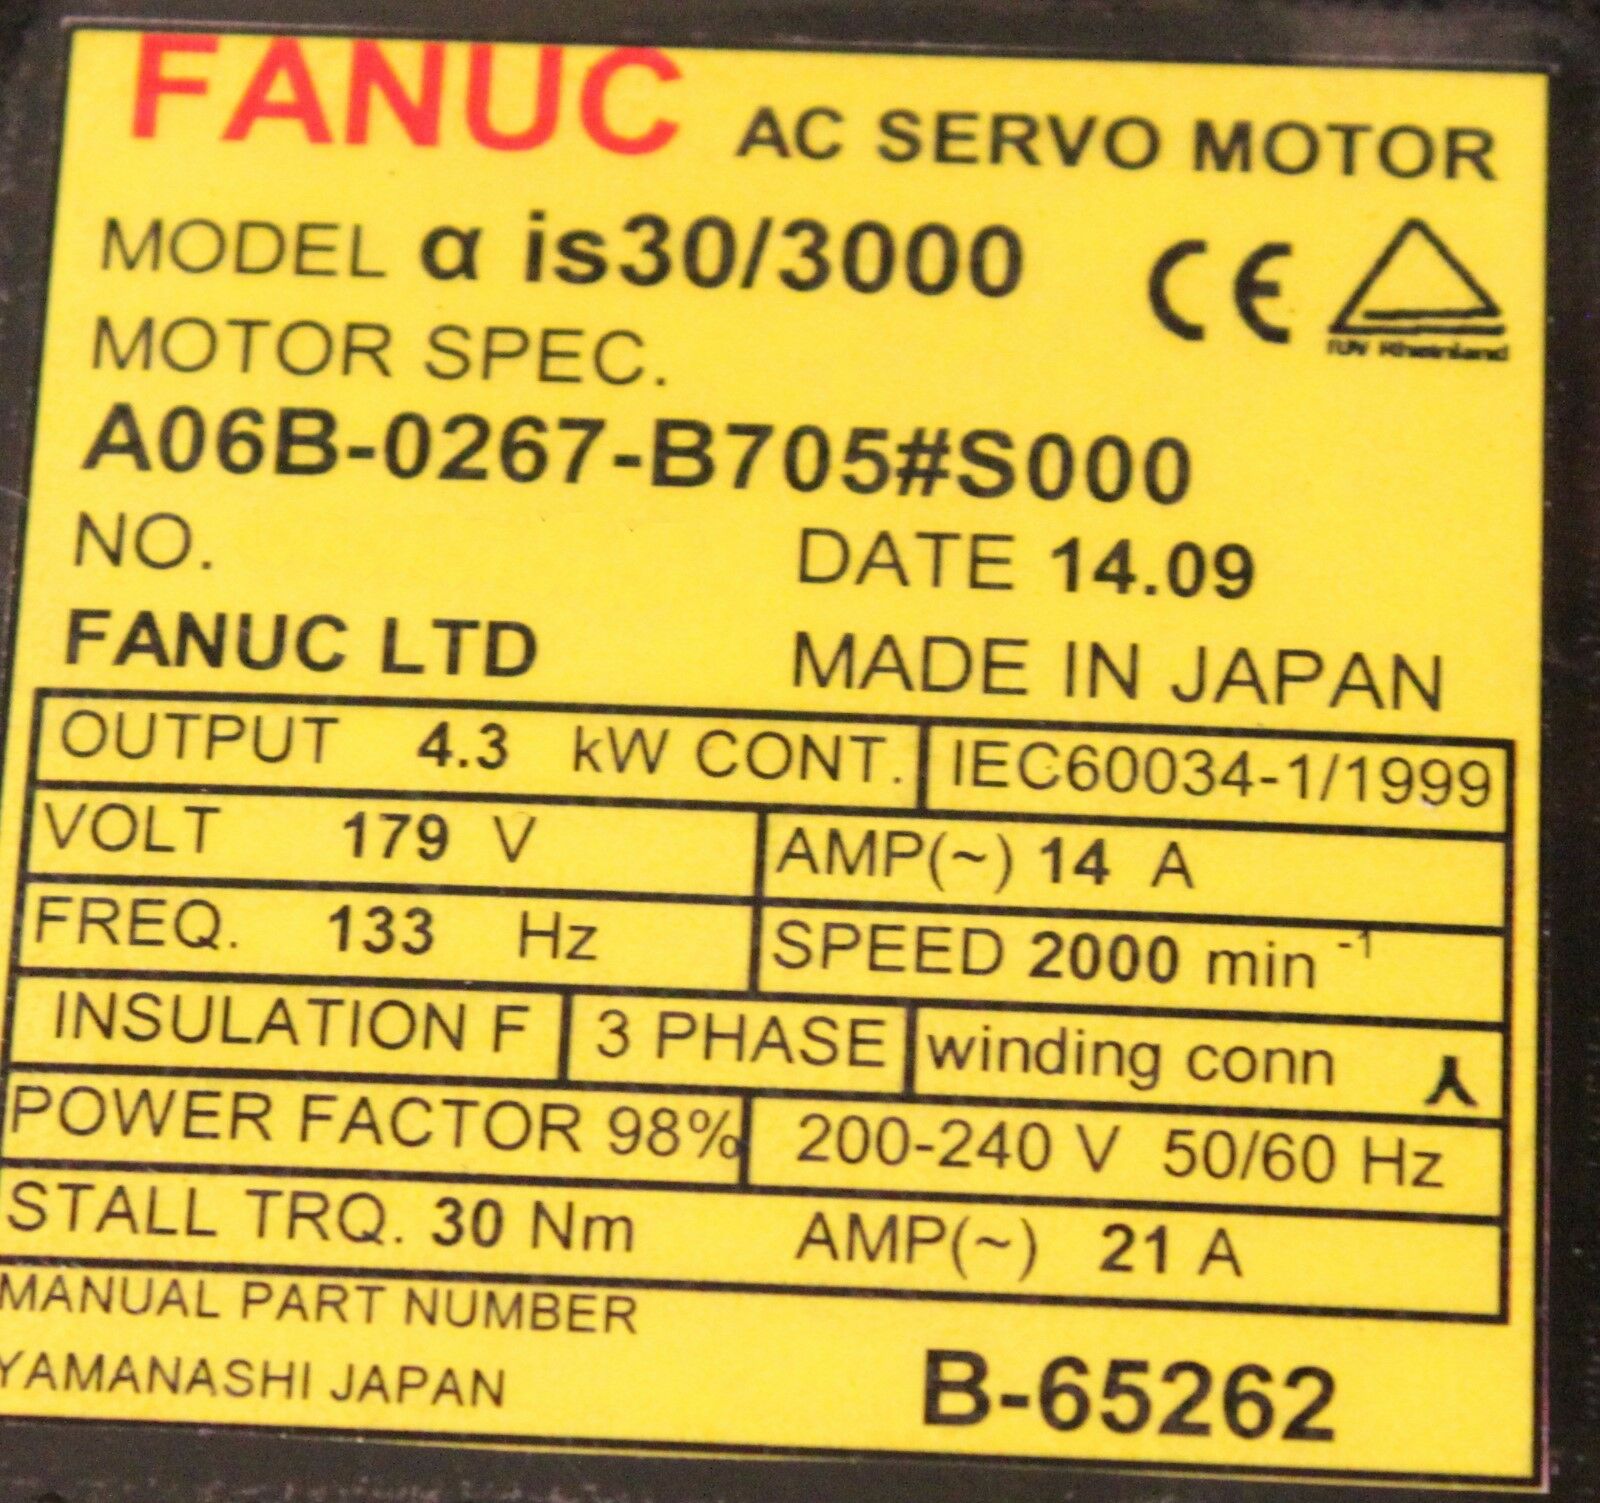 FANUC AC SERVO MOTOR
MODEL α is30/3000
CE
TUV Rheinland
MOTOR SPEC.
A06B-0267-B705#S000
NO. DATE 14.09
FANUC LTD MADE IN JAPAN
OUTPUT 4.3 kW CONT. IEC60034-1/1999
VOLT 179 V AMP(~) 14 A
FREQ. 133 Hz SPEED 2000 min -1
INSULATION F 3 PHASE winding conn
POWER FACTOR 98% 200-240 V 50/60 Hz
STALL TRQ. 30 Nm AMP(~) 21 A
MANUAL PART NUMBER
YAMANASHI JAPAN B-65262